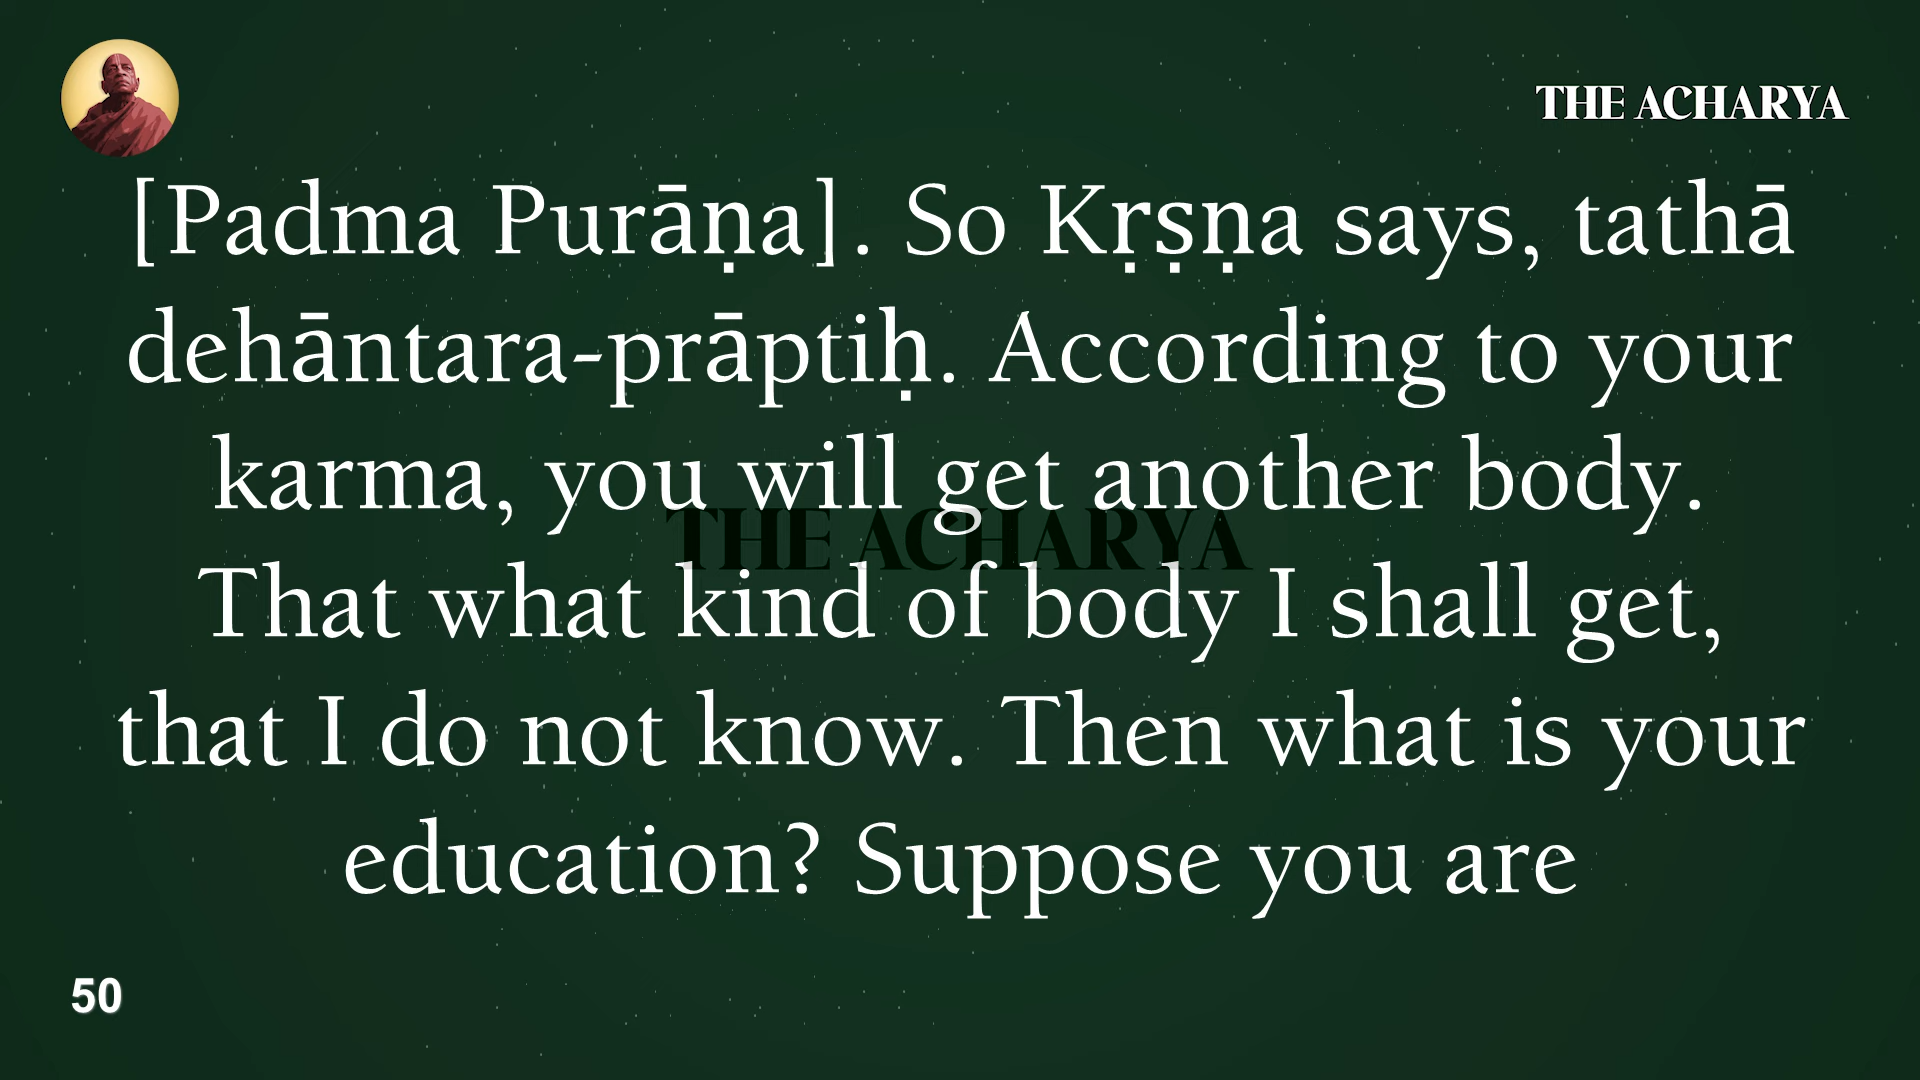 THE ACHARYA
[Padma Purāṇa]. So Kṛṣṇa says, tathā
dehāntara-prāptiḥ. According to your
karma, you will get another body.
THE ACHARYA
That what kind of body I shall get,
that I do not know. Then what is your
education? Suppose you are
50